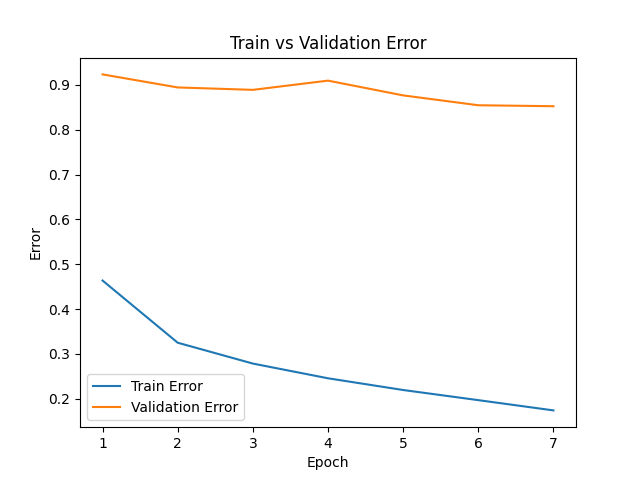 Train vs Validation Error
0.9
0.8
0.7
0.6
0.5
0.4
0.3
0.2
Error
Train Error
Validation Error
1 2 3 4 5 6 7
Epoch